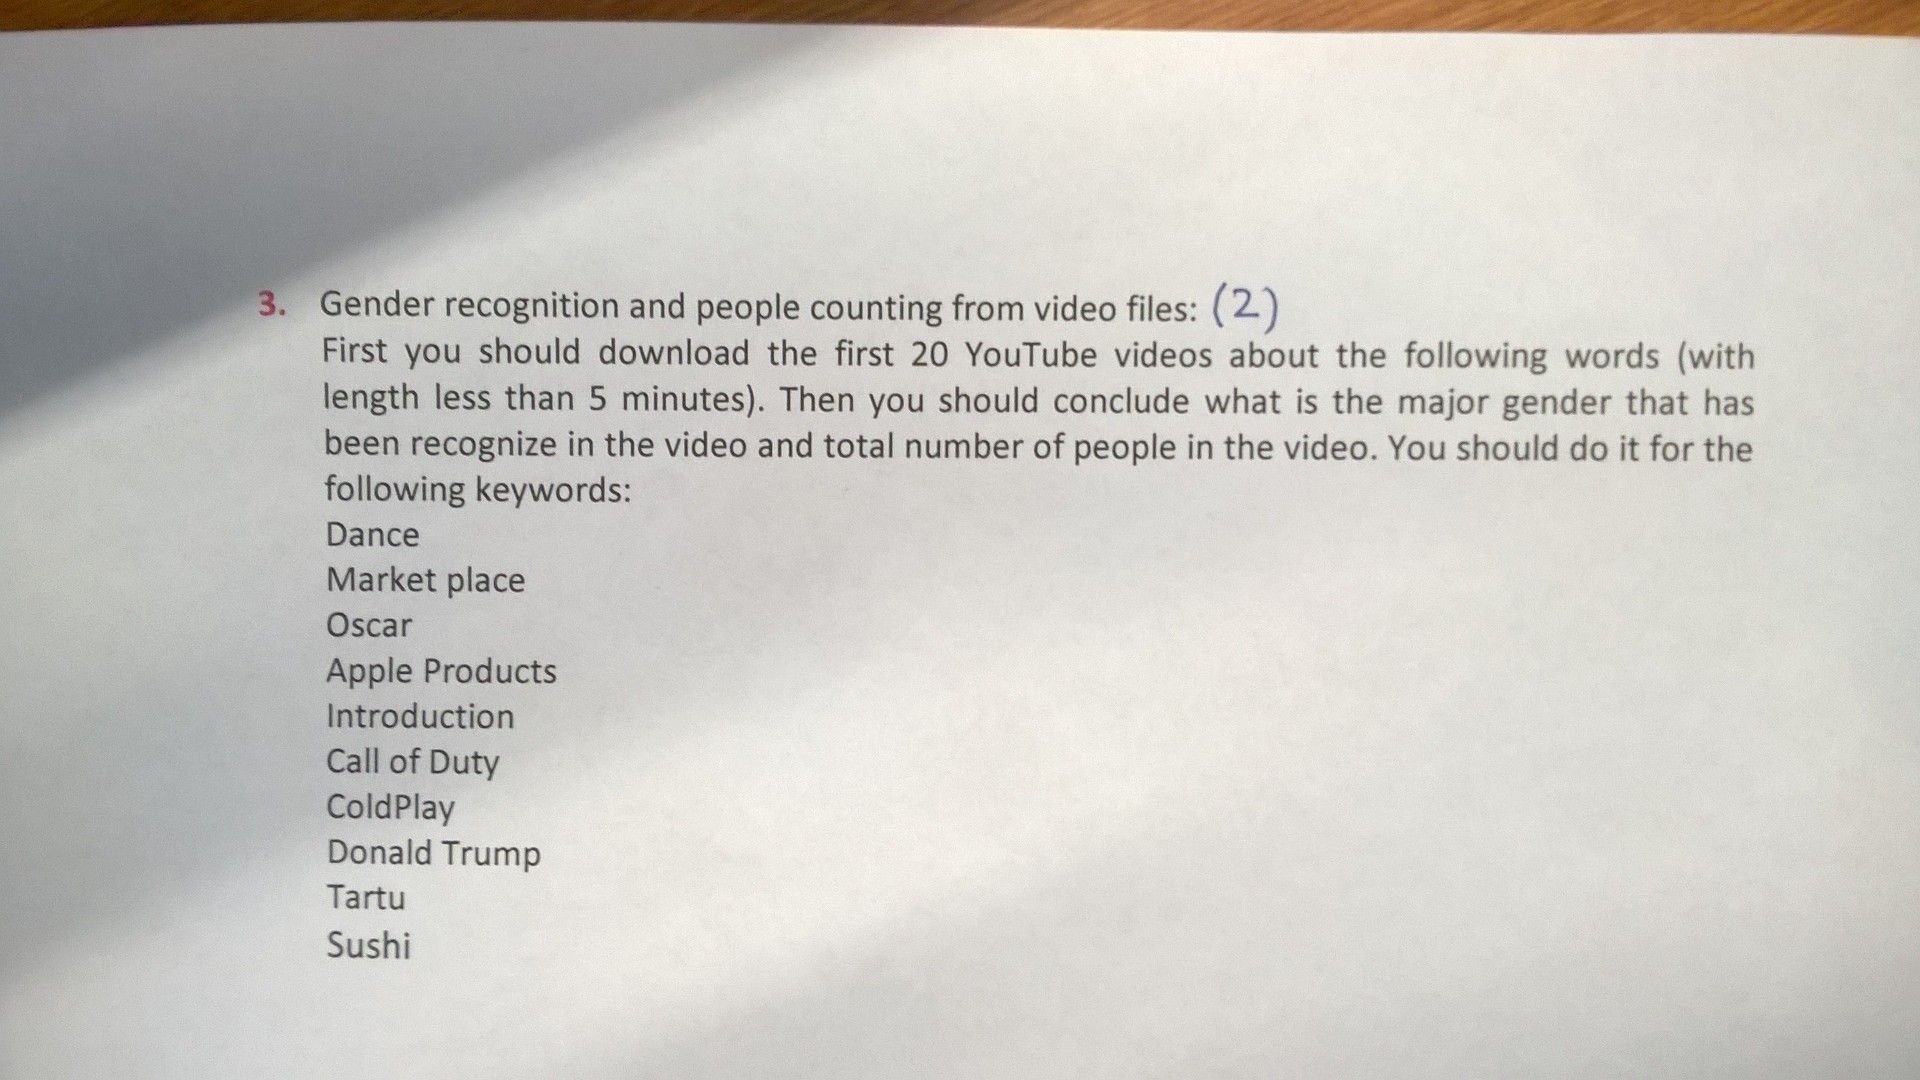 3. Gender recognition and people counting from video files: (2)
First you should download the first 20 YouTube videos about the following words (with
length less than 5 minutes). Then you should conclude what is the major gender that has
been recognize in the video and total number of people in the video. You should do it for the
following keywords:
Dance
Market place
Oscar
Apple Products
Introduction
Call of Duty
ColdPlay
Donald Trump
Tartu
Sushi